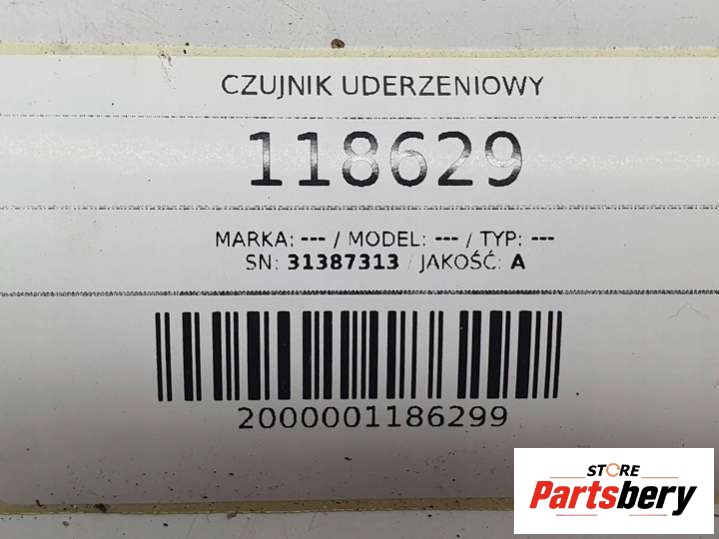 CZUJNIK UDERZENIOWY
118629
MARKA: --- / MODEL: --- / TYP: ---
SN: 31387313 / JAKOŚĆ: A
2000001186299
STORE
Partsbery